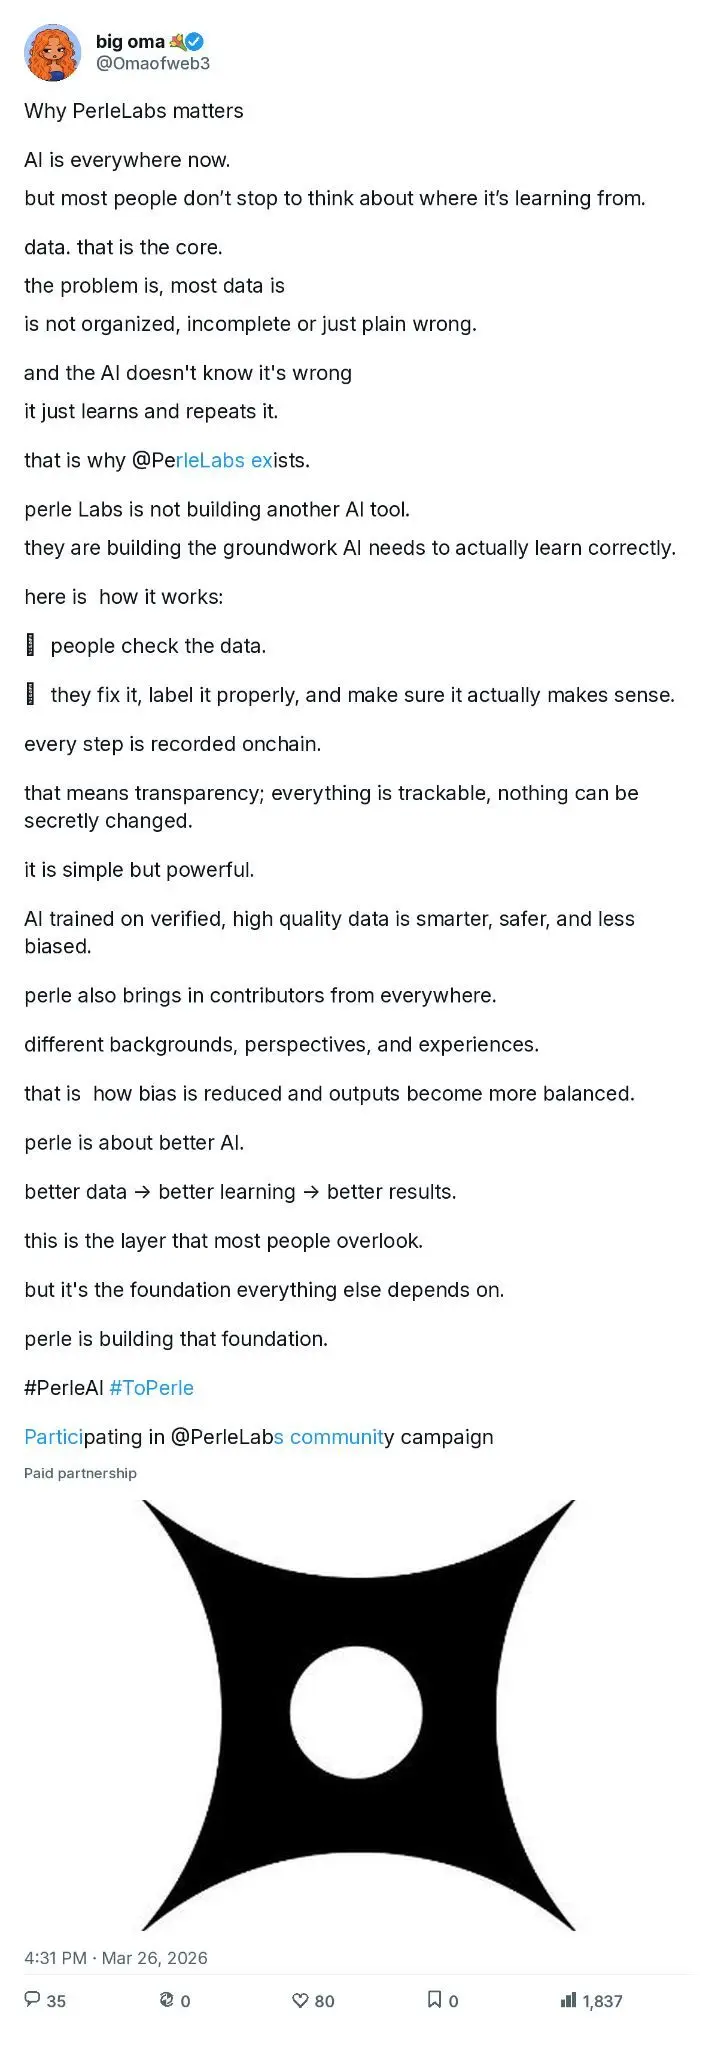 big oma
@Omaofweb3
Why PerleLabs matters
AI is everywhere now.
but most people don’t stop to think about where it’s learning from.
data. that is the core.
the problem is, most data is
is not organized, incomplete or just plain wrong.
and the AI doesn't know it's wrong
it just learns and repeats it.
that is why @PerleLabs exists.
perle Labs is not building another AI tool.
they are building the groundwork AI needs to actually learn correctly.
here is  how it works:
people check the data.
they fix it, label it properly, and make sure it actually makes sense.
every step is recorded onchain.
that means transparency; everything is trackable, nothing can be
secretly changed.
it is simple but powerful.
AI trained on verified, high quality data is smarter, safer, and less
biased.
perle also brings in contributors from everywhere.
different backgrounds, perspectives, and experiences.
that is  how bias is reduced and outputs become more balanced.
perle is about better AI.
better data → better learning → better results.
this is the layer that most people overlook.
but it's the foundation everything else depends on.
perle is building that foundation.
#PerleAI #ToPerle
Participating in @PerleLabs community campaign
Paid partnership
4:31 PM · Mar 26, 2026
35 0 80 0 1,837